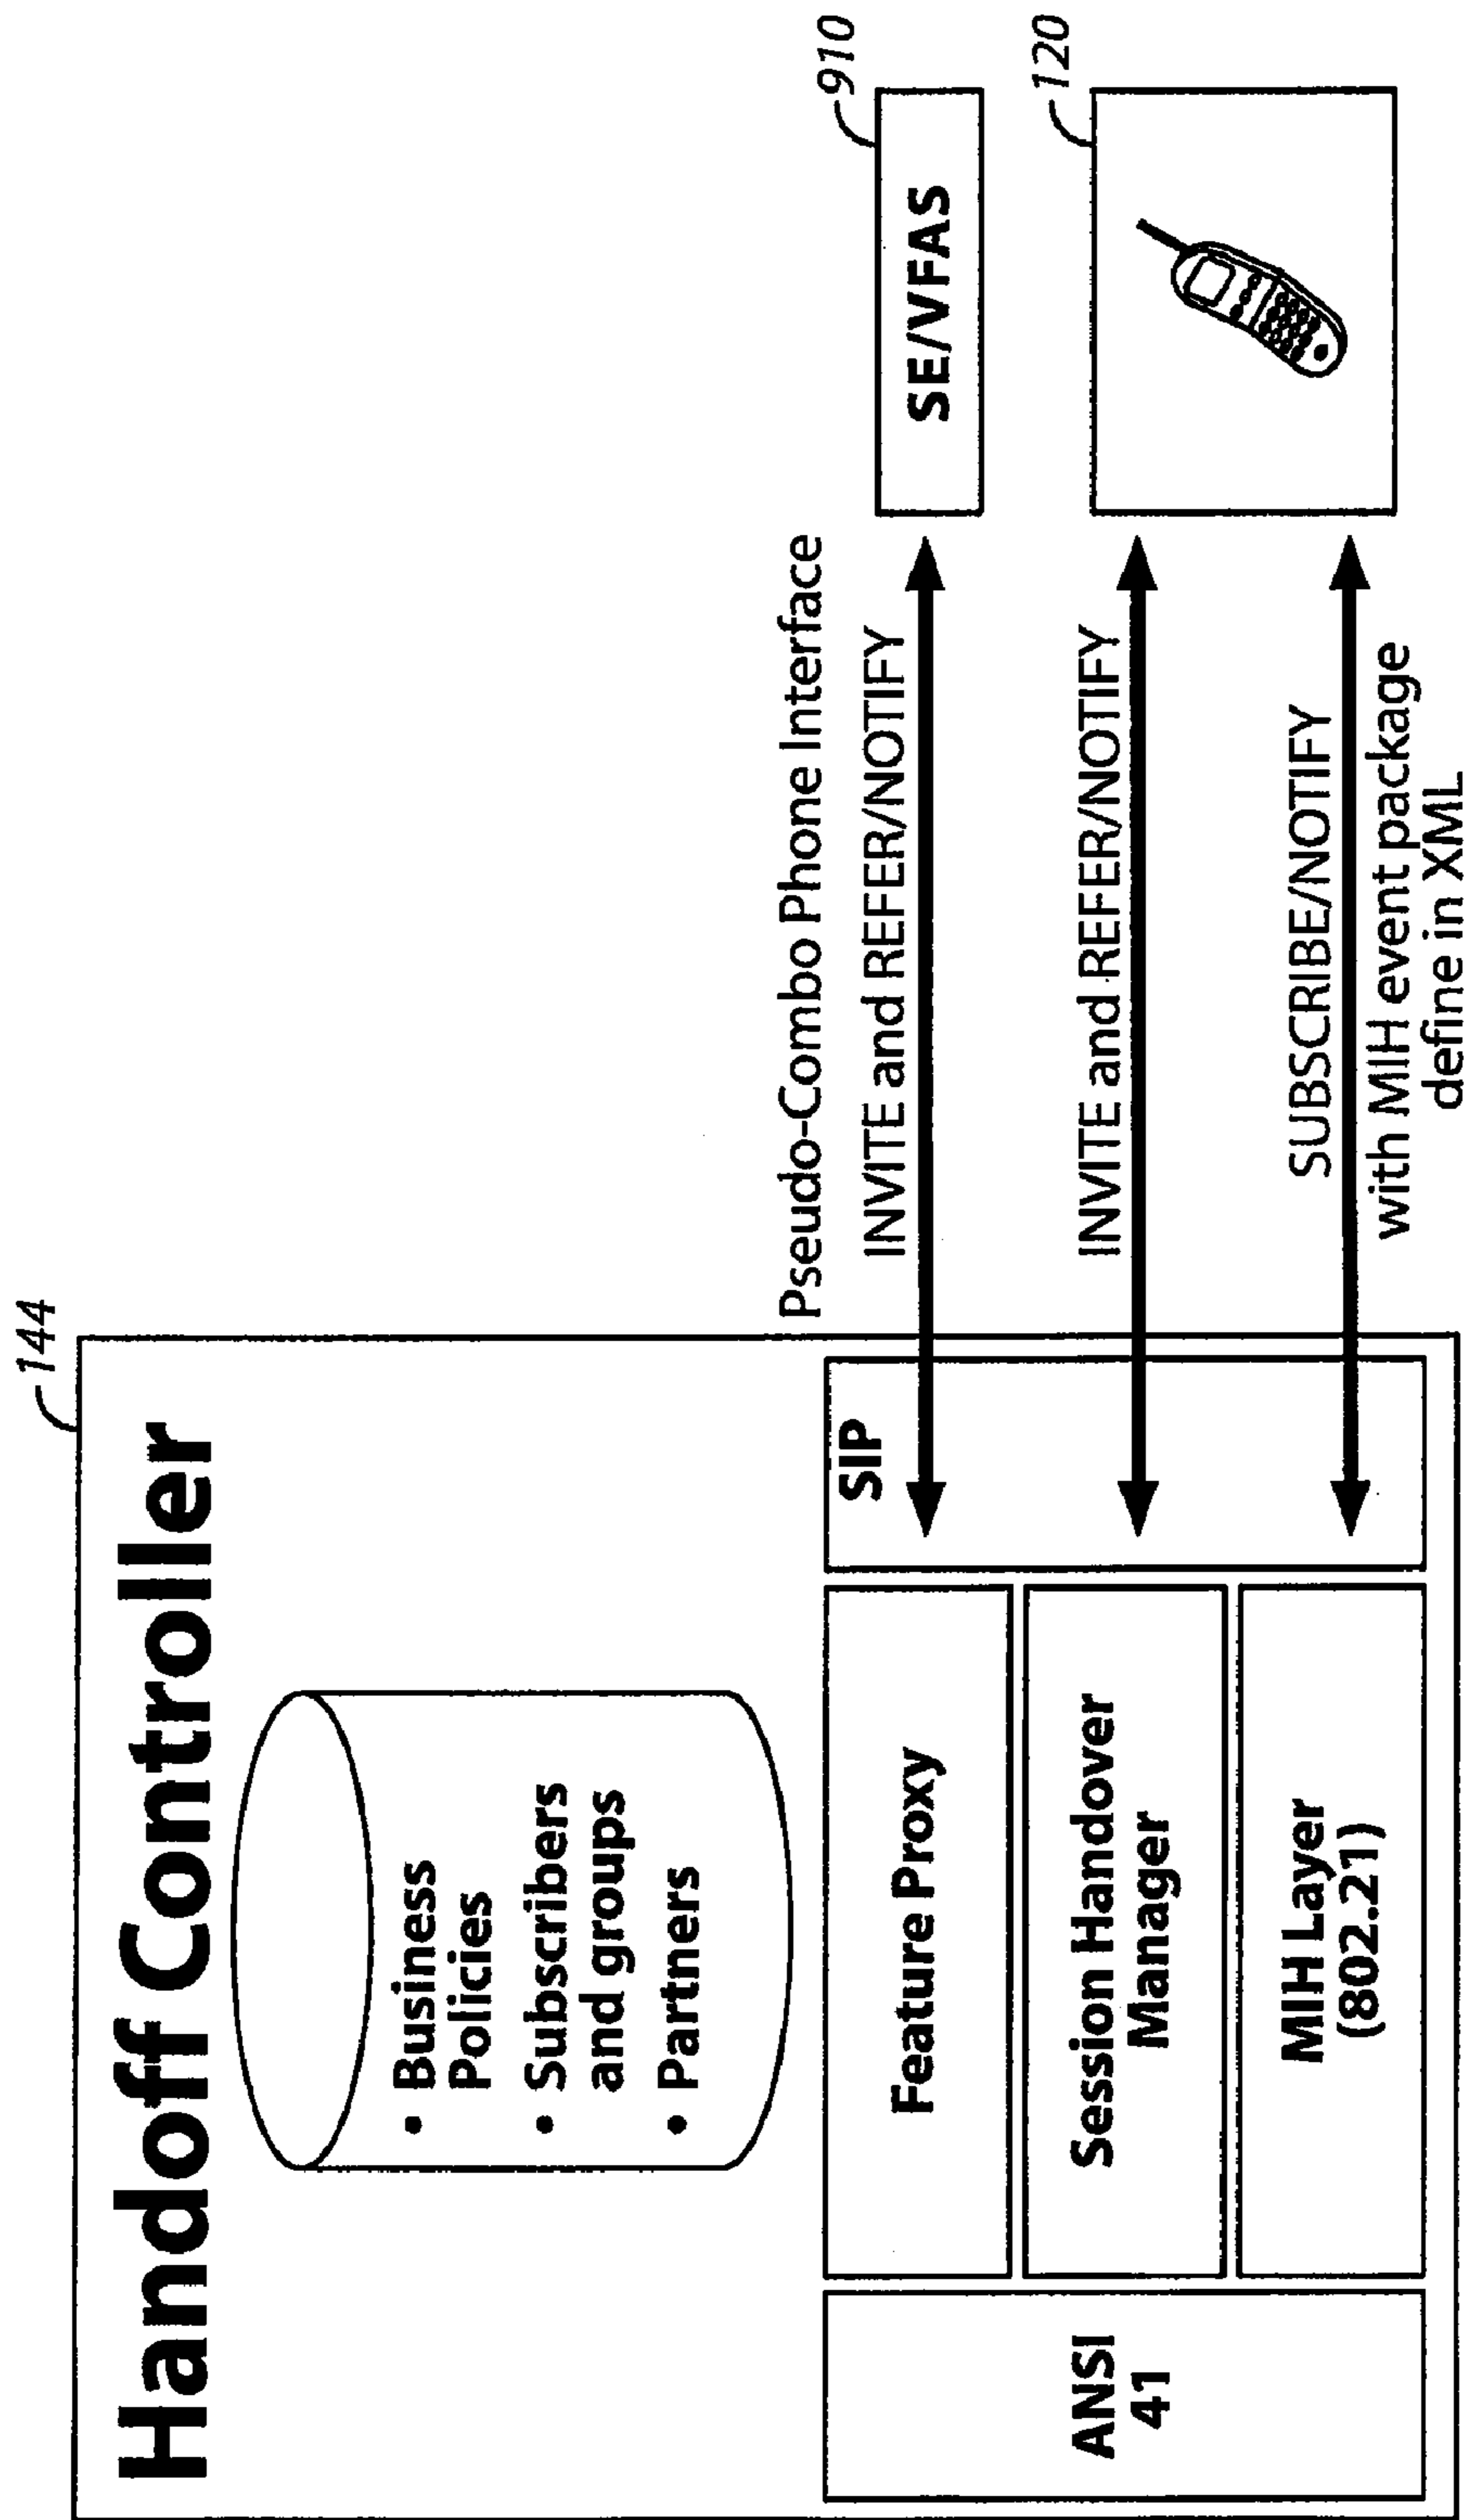 144
Handoff Controller
• Business
Policies
• Subscribers
and groups
• Partners
ANSI
41
Feature Proxy
Session Handover
Manager
MIH Layer
(802.21)
SIP
Pseudo-Combo Phone Interface
INVITE and REFER/NOTIFY
INVITE and REFER/NOTIFY
SUBSCRIBE/NOTIFY
with MIH event package
define in XML
910
SE/VFAS
120